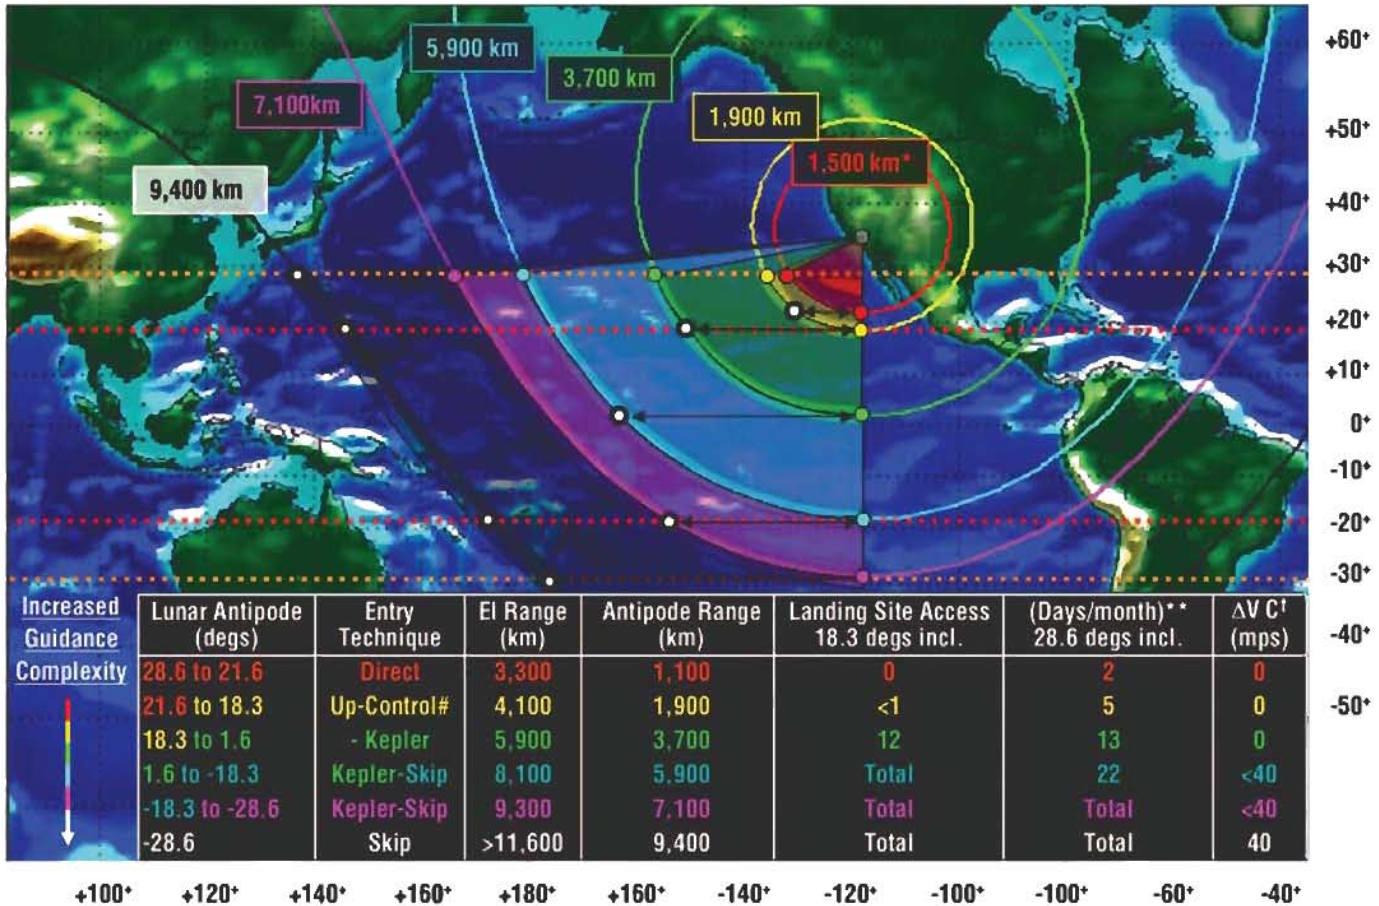 5,900 km
3,700 km
7,100km
1,900 km
1,500 km*
9,400 km
+60⁺
+50⁺
+40⁺
+30⁺
+20⁺
+10⁺
0⁺
-10⁺
-20⁺
-30⁺
-40⁺
-50⁺
Increased
Guidance
Complexity
Lunar Antipode
(degs)
Entry
Technique
EI Range
(km)
Antipode Range
(km)
Landing Site Access
18.3 degs incl.
(Days/month)**
28.6 degs incl.
ΔV C†
(mps)
28.6 to 21.6 Direct 3,300 1,100 0 2 0
21.6 to 18.3 Up-Control# 4,100 1,900 <1 5 0
18.3 to 1.6 - Kepler 5,900 3,700 12 13 0
1.6 to -18.3 Kepler-Skip 8,100 5,900 Total 22 <40
-18.3 to -28.6 Kepler-Skip 9,300 7,100 Total Total <40
-28.6 Skip >11,600 9,400 Total Total 40
+100⁺ +120⁺ +140⁺ +160⁺ +180⁺ +160⁺ -140⁺ -120⁺ -100⁺ -100⁺ -60⁺ -40⁺